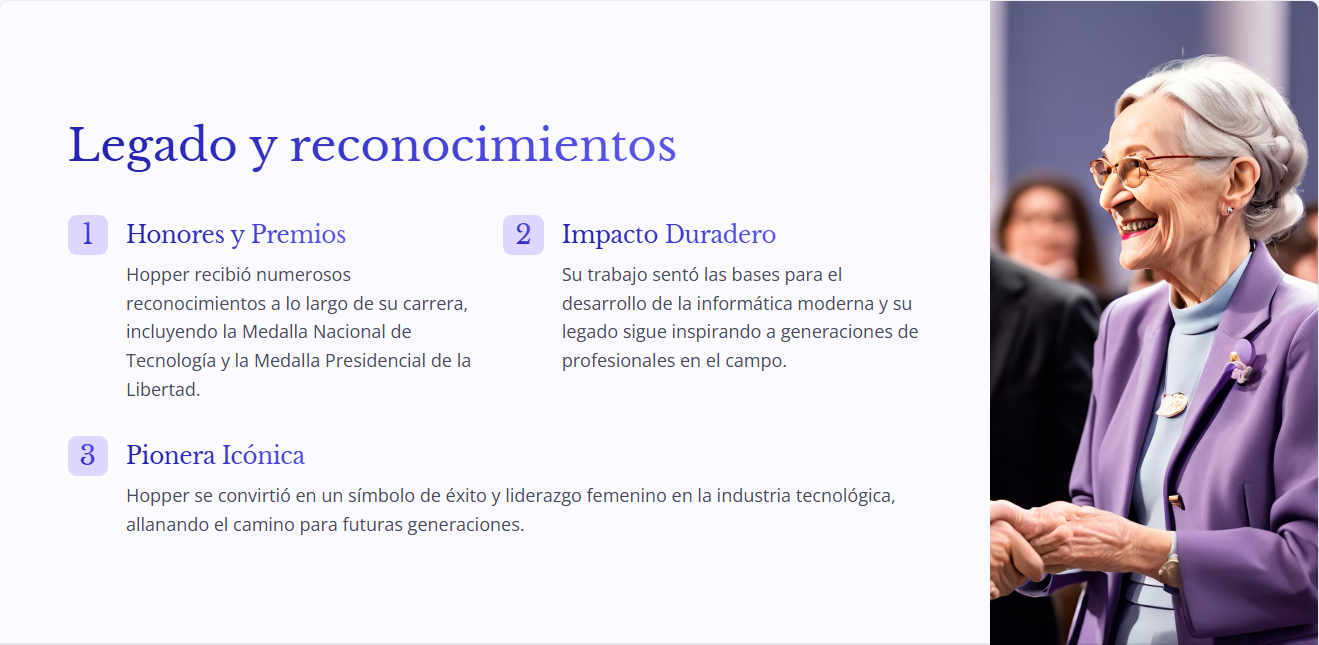 Legado y reconocimientos
1
Honores y Premios
Hopper recibió numerosos
reconocimientos a lo largo de su carrera,
incluyendo la Medalla Nacional de
Tecnología y la Medalla Presidencial de la
Libertad.
2
Impacto Duradero
Su trabajo sentó las bases para el
desarrollo de la informática moderna y su
legado sigue inspirando a generaciones de
profesionales en el campo.
3
Pionera Icónica
Hopper se convirtió en un símbolo de éxito y liderazgo femenino en la industria tecnológica,
allanando el camino para futuras generaciones.